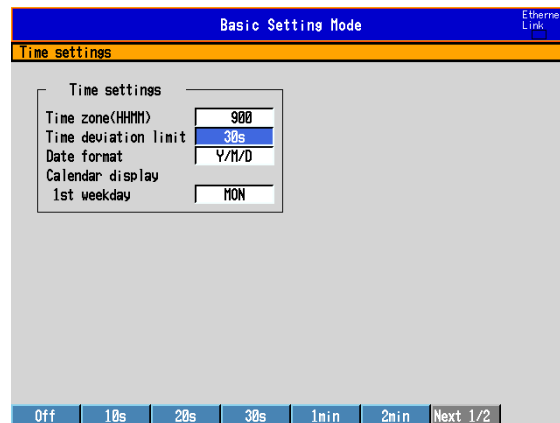 Basic Setting Mode
Etherne
Link
Time settings
Time settings
Time zone(HHMM) 900
Time deviation limit 30s
Date format Y/M/D
Calendar display
1st weekday MON
Off 10s 20s 30s 1min 2min Next 1/2